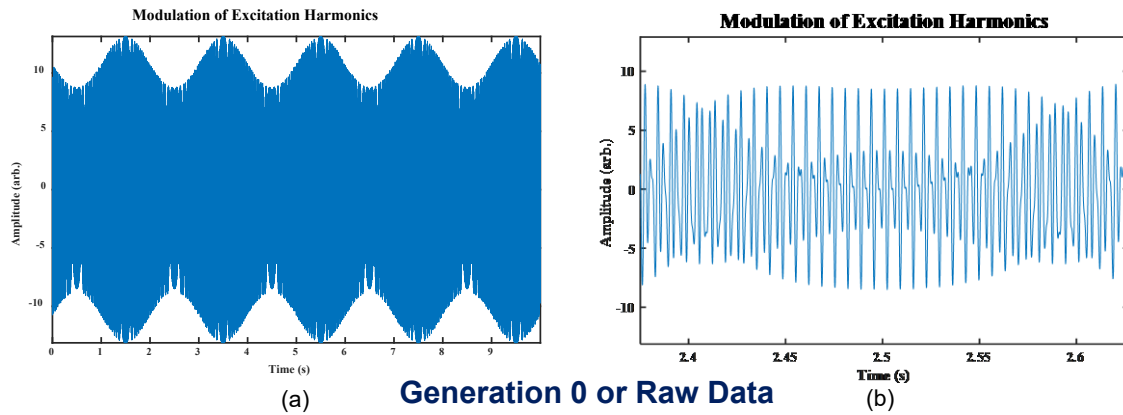 Modulation of Excitation Harmonics
10
5
0
-5
-10
Amplitude (arb.)
0 1 2 3 4 5 6 7 8 9
Time (s)
(a)
Modulation of Excitation Harmonics
10
5
0
-5
-10
Amplitude (arb.)
2.4 2.45 2.5 2.55 2.6
Time (s)
(b)
Generation 0 or Raw Data